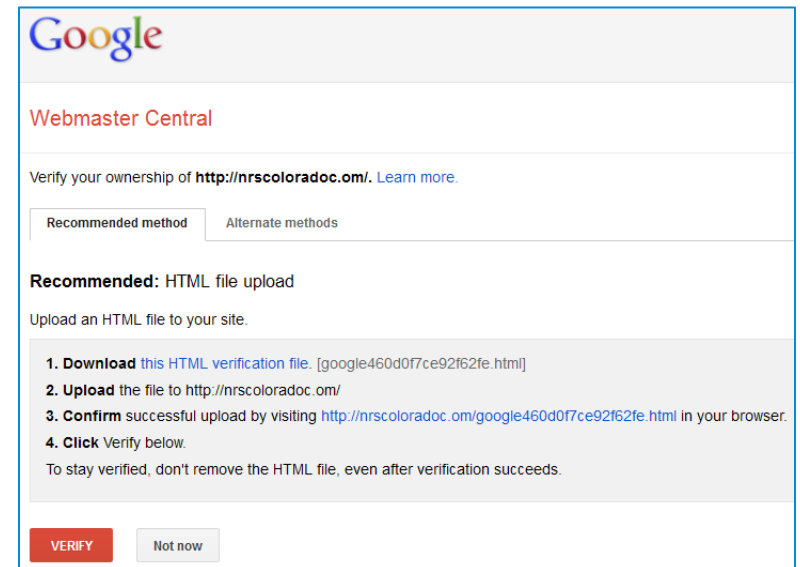 Google
Webmaster Central
Verify your ownership of http://nrscoloradoc.om/. Learn more.
Recommended method Alternate methods
Recommended: HTML file upload
Upload an HTML file to your site.
1. Download this HTML verification file. [google460d0f7ce92f62fe.html]
2. Upload the file to http://nrscoloradoc.om/
3. Confirm successful upload by visiting http://nrscoloradoc.om/google460d0f7ce92f62fe.html in your browser.
4. Click Verify below.
To stay verified, don't remove the HTML file, even after verification succeeds.
VERIFY Not now